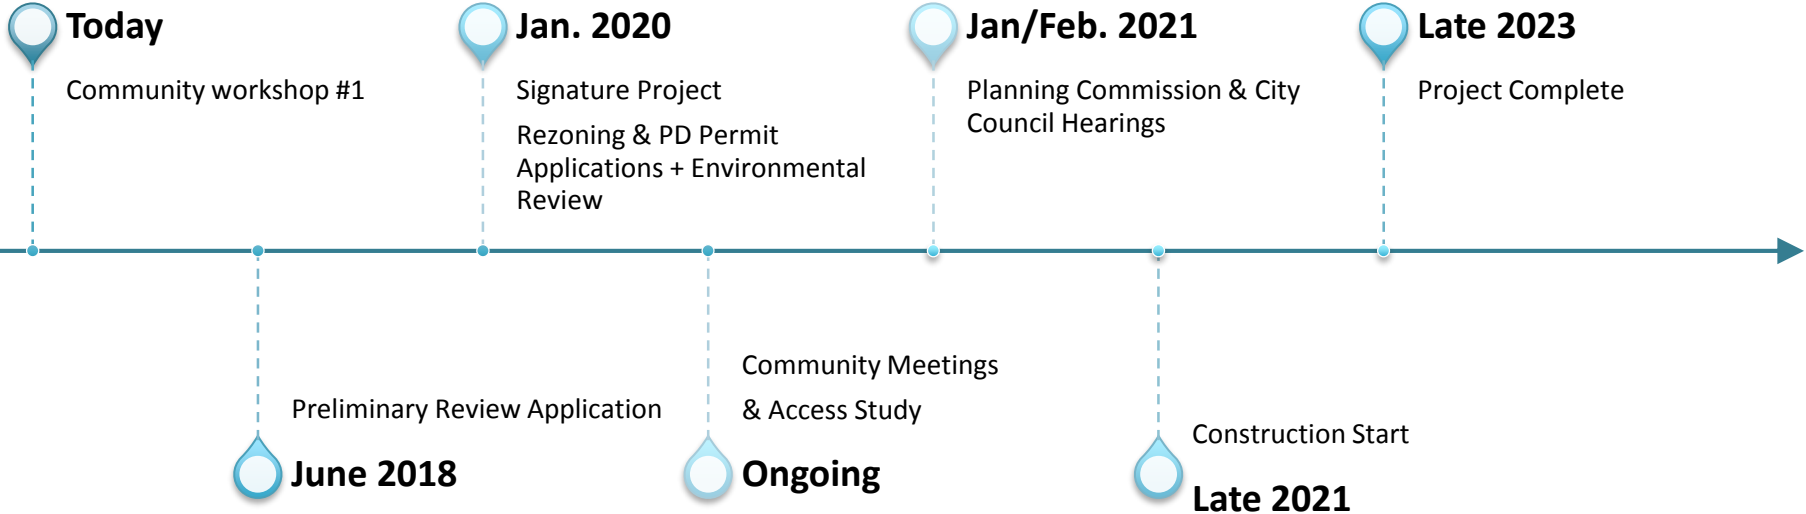 Today
Community workshop #1
Preliminary Review Application
June 2018
Jan. 2020
Signature Project
Rezoning & PD Permit
Applications + Environmental
Review
Community Meetings
& Access Study
Ongoing
Jan/Feb. 2021
Planning Commission & City
Council Hearings
Construction Start
Late 2021
Late 2023
Project Complete